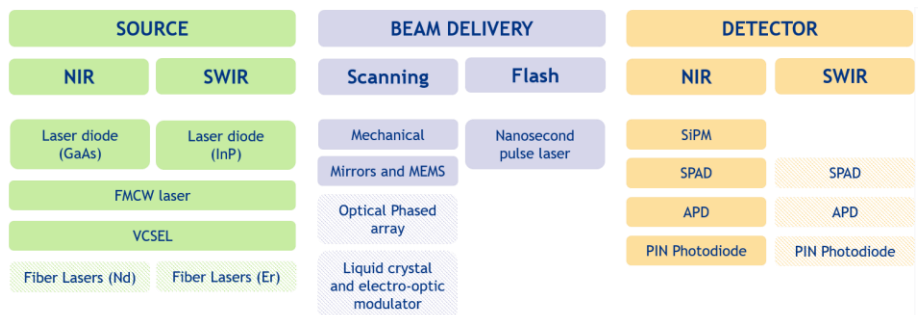 SOURCE
BEAM DELIVERY
DETECTOR
NIR
SWIR
Scanning
Flash
NIR
SWIR
Laser diode
(GaAs)
Laser diode
(InP)
Mechanical
Nanosecond
pulse laser
SiPM
Mirrors and MEMS
SPAD
SPAD
FMCW laser
Optical Phased
array
APD
APD
VCSEL
PIN Photodiode
PIN Photodiode
Fiber Lasers (Nd)
Fiber Lasers (Er)
Liquid crystal
and electro-optic
modulator